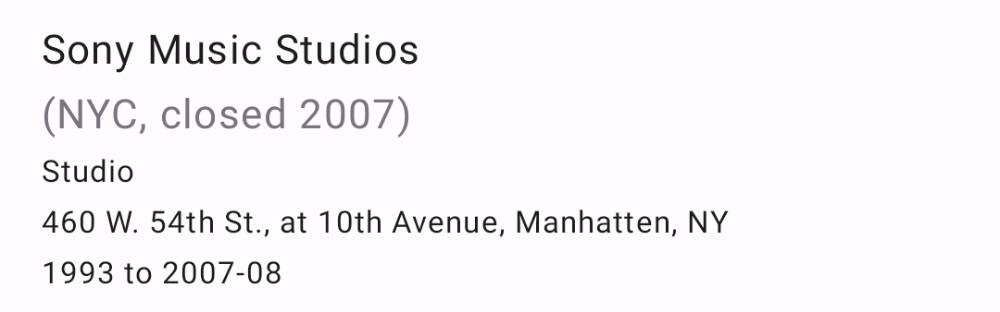 Sony Music Studios
(NYC, closed 2007)
Studio
460 W. 54th St., at 10th Avenue, Manhatten, NY
1993 to 2007-08